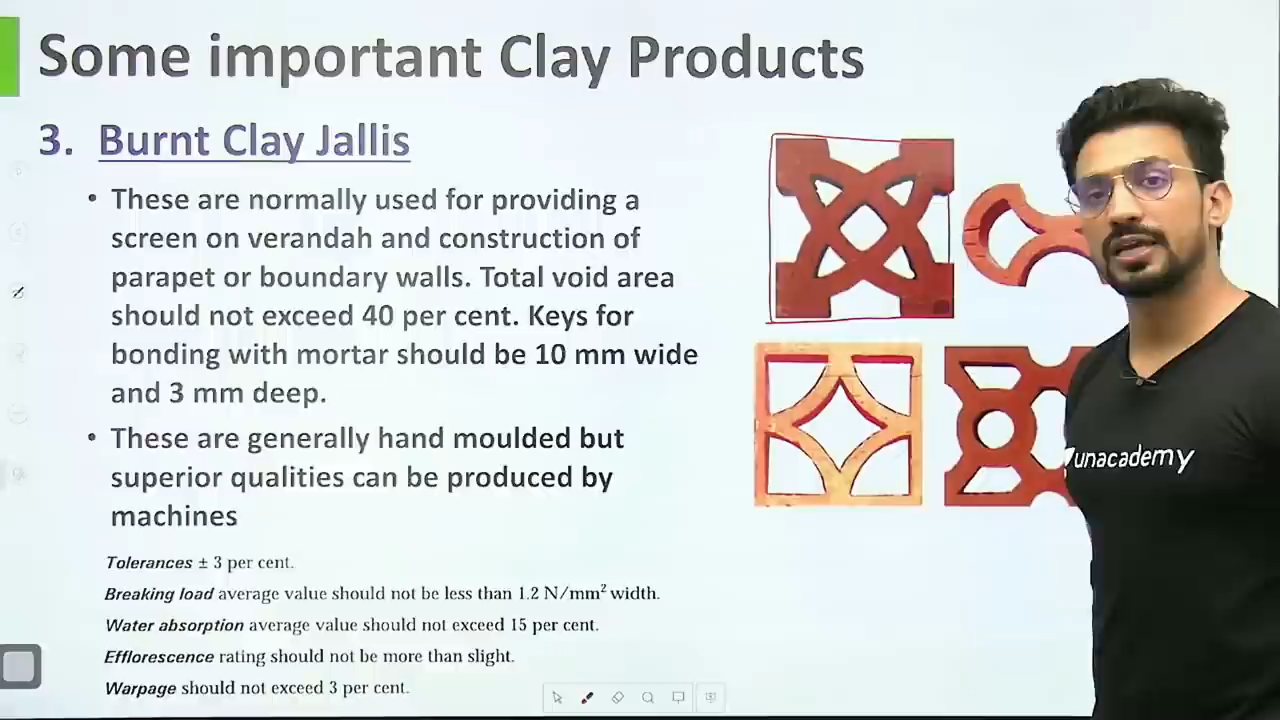 Some important Clay Products
3. Burnt Clay Jallis
• These are normally used for providing a
screen on verandah and construction of
parapet or boundary walls. Total void area
should not exceed 40 per cent. Keys for
bonding with mortar should be 10 mm wide
and 3 mm deep.
• These are generally hand moulded but
superior qualities can be produced by
machines
Tolerances ± 3 per cent.
Breaking load average value should not be less than 1.2 N/mm² width.
Water absorption average value should not exceed 15 per cent.
Efflorescence rating should not be more than slight.
Warpage should not exceed 3 per cent.
unacademy